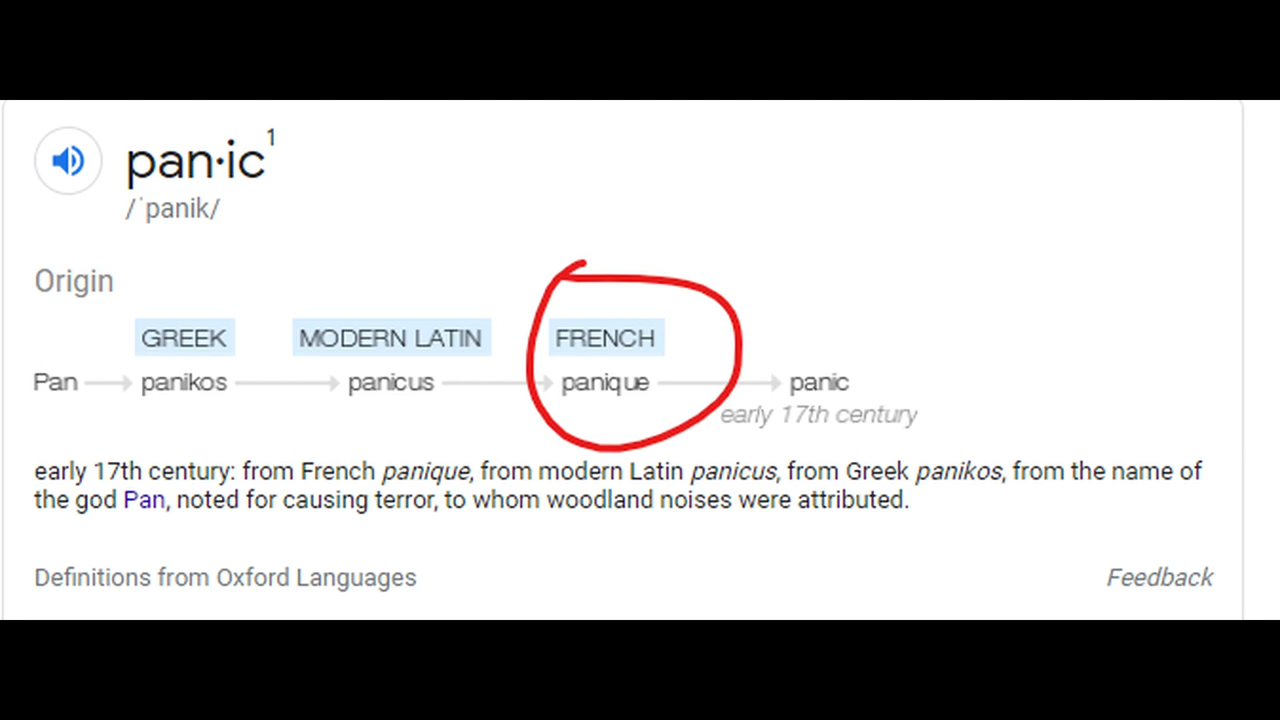 pan·ic1
/ˈpanik/
Origin
GREEK MODERN LATIN FRENCH
Pan panikos panicus panique panic
early 17th century
early 17th century: from French panique, from modern Latin panicus, from Greek panikos, from the name of
the god Pan, noted for causing terror, to whom woodland noises were attributed.
Definitions from Oxford Languages Feedback